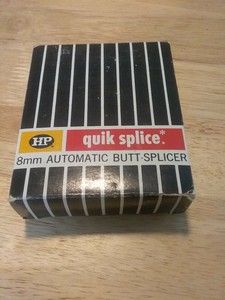 HP quik splice.*
8mm AUTOMATIC BUTT-SPLICER